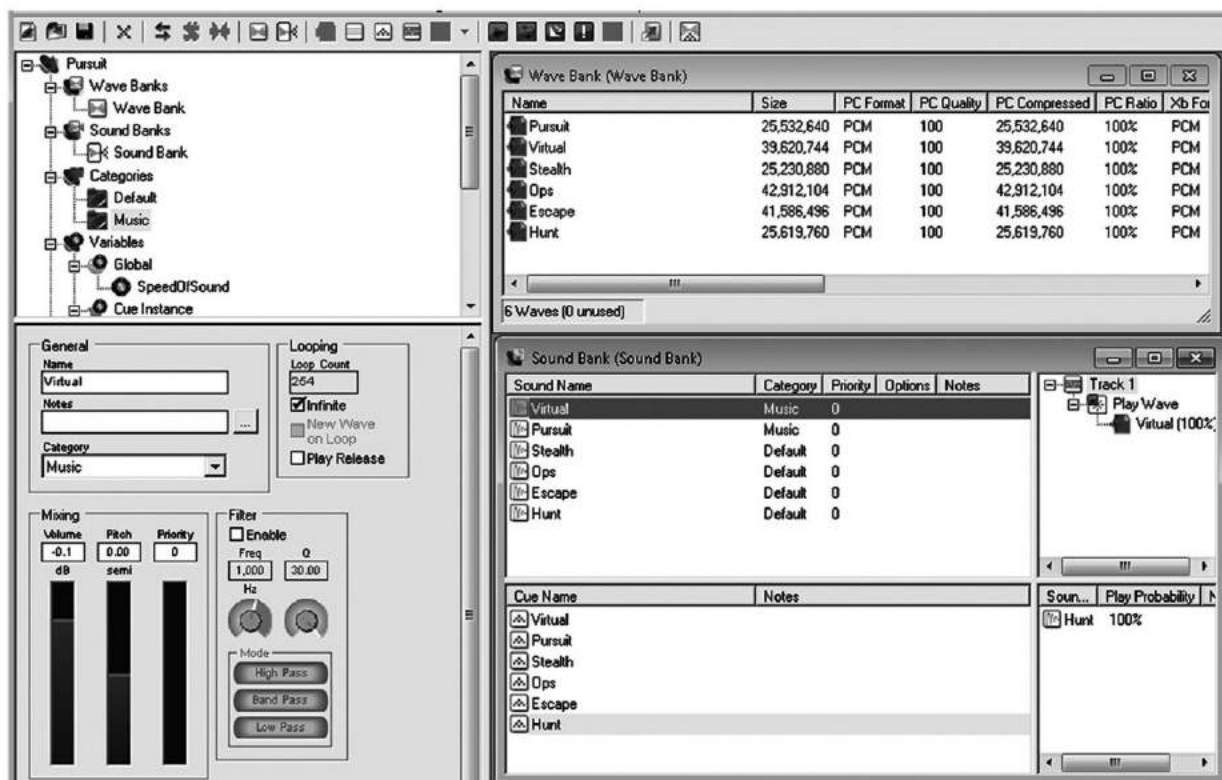 Pursuit
Wave Banks
Wave Bank
Sound Banks
Sound Bank
Categories
Default
Music
Variables
Global
SpeedOfSound
Cue Instance
General
Name
Virtual
Notes
...
Category
Music
Looping
Loop Count
254
Infinite
New Wave
on Loop
Play Release
Mixing
Volume Pitch Priority
-0.1 0.00 0
dB semi
Filter
Enable
Freq Q
1,000 30.00
Hz
Mode
High Pass
Band Pass
Low Pass
Wave Bank (Wave Bank)
Name Size PC Format PC Quality PC Compressed PC Ratio Xb For
Pursuit 25,532,640 PCM 100 25,532,640 100% PCM
Virtual 39,620,744 PCM 100 39,620,744 100% PCM
Stealth 25,230,880 PCM 100 25,230,880 100% PCM
Ops 42,912,104 PCM 100 42,912,104 100% PCM
Escape 41,586,496 PCM 100 41,586,496 100% PCM
Hunt 25,619,760 PCM 100 25,619,760 100% PCM
6 Waves (0 unused)
Sound Bank (Sound Bank)
Sound Name Category Priority Options Notes
Virtual Music 0
Pursuit Music 0
Stealth Default 0
Ops Default 0
Escape Default 0
Hunt Default 0
Track 1
Play Wave
Virtual (100%
Cue Name Notes
Virtual
Pursuit
Stealth
Ops
Escape
Hunt
Soun... Play Probability N
Hunt 100%